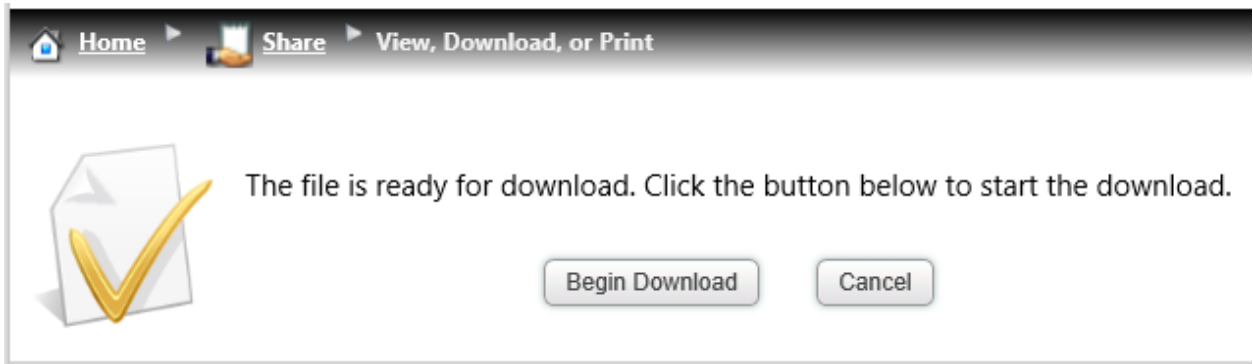 Home Share View, Download, or Print
The file is ready for download. Click the button below to start the download.
Begin Download Cancel